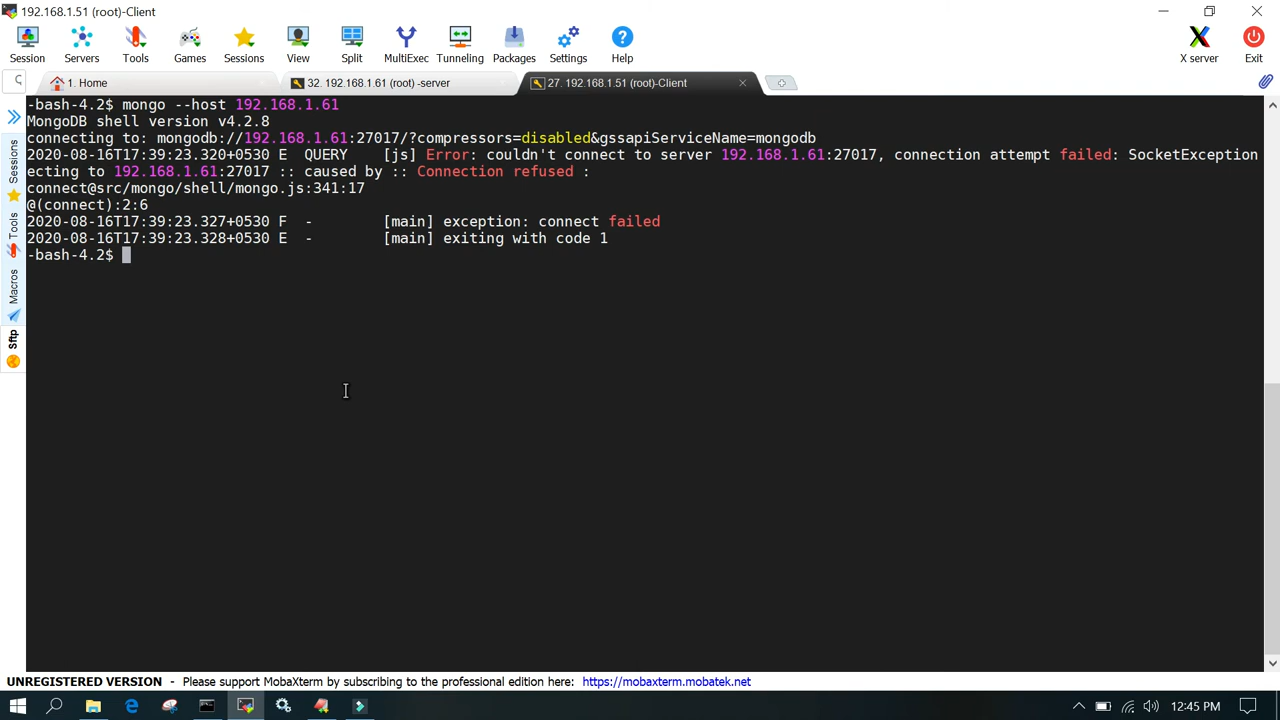 192.168.1.51 (root)-Client
Session Servers Tools Games Sessions View Split MultiExec Tunneling Packages Settings Help X server Exit
1. Home 32. 192.168.1.61 (root) -server 27. 192.168.1.51 (root)-Client
-bash-4.2$ mongo --host 192.168.1.61
MongoDB shell version v4.2.8
connecting to: mongodb://192.168.1.61:27017/?compressors=disabled&gssapiServiceName=mongodb
2020-08-16T17:39:23.320+0530 E  QUERY    [js] Error: couldn't connect to server 192.168.1.61:27017, connection attempt failed: SocketException
ecting to 192.168.1.61:27017 :: caused by :: Connection refused :
connect@src/mongo/shell/mongo.js:341:17
@(connect):2:6
2020-08-16T17:39:23.327+0530 F  -        [main] exception: connect failed
2020-08-16T17:39:23.328+0530 E  -        [main] exiting with code 1
-bash-4.2$
Sessions
Tools
Macros
Sftp
UNREGISTERED VERSION - Please support MobaXterm by subscribing to the professional edition here: https://mobaxterm.mobatek.net
12:45 PM